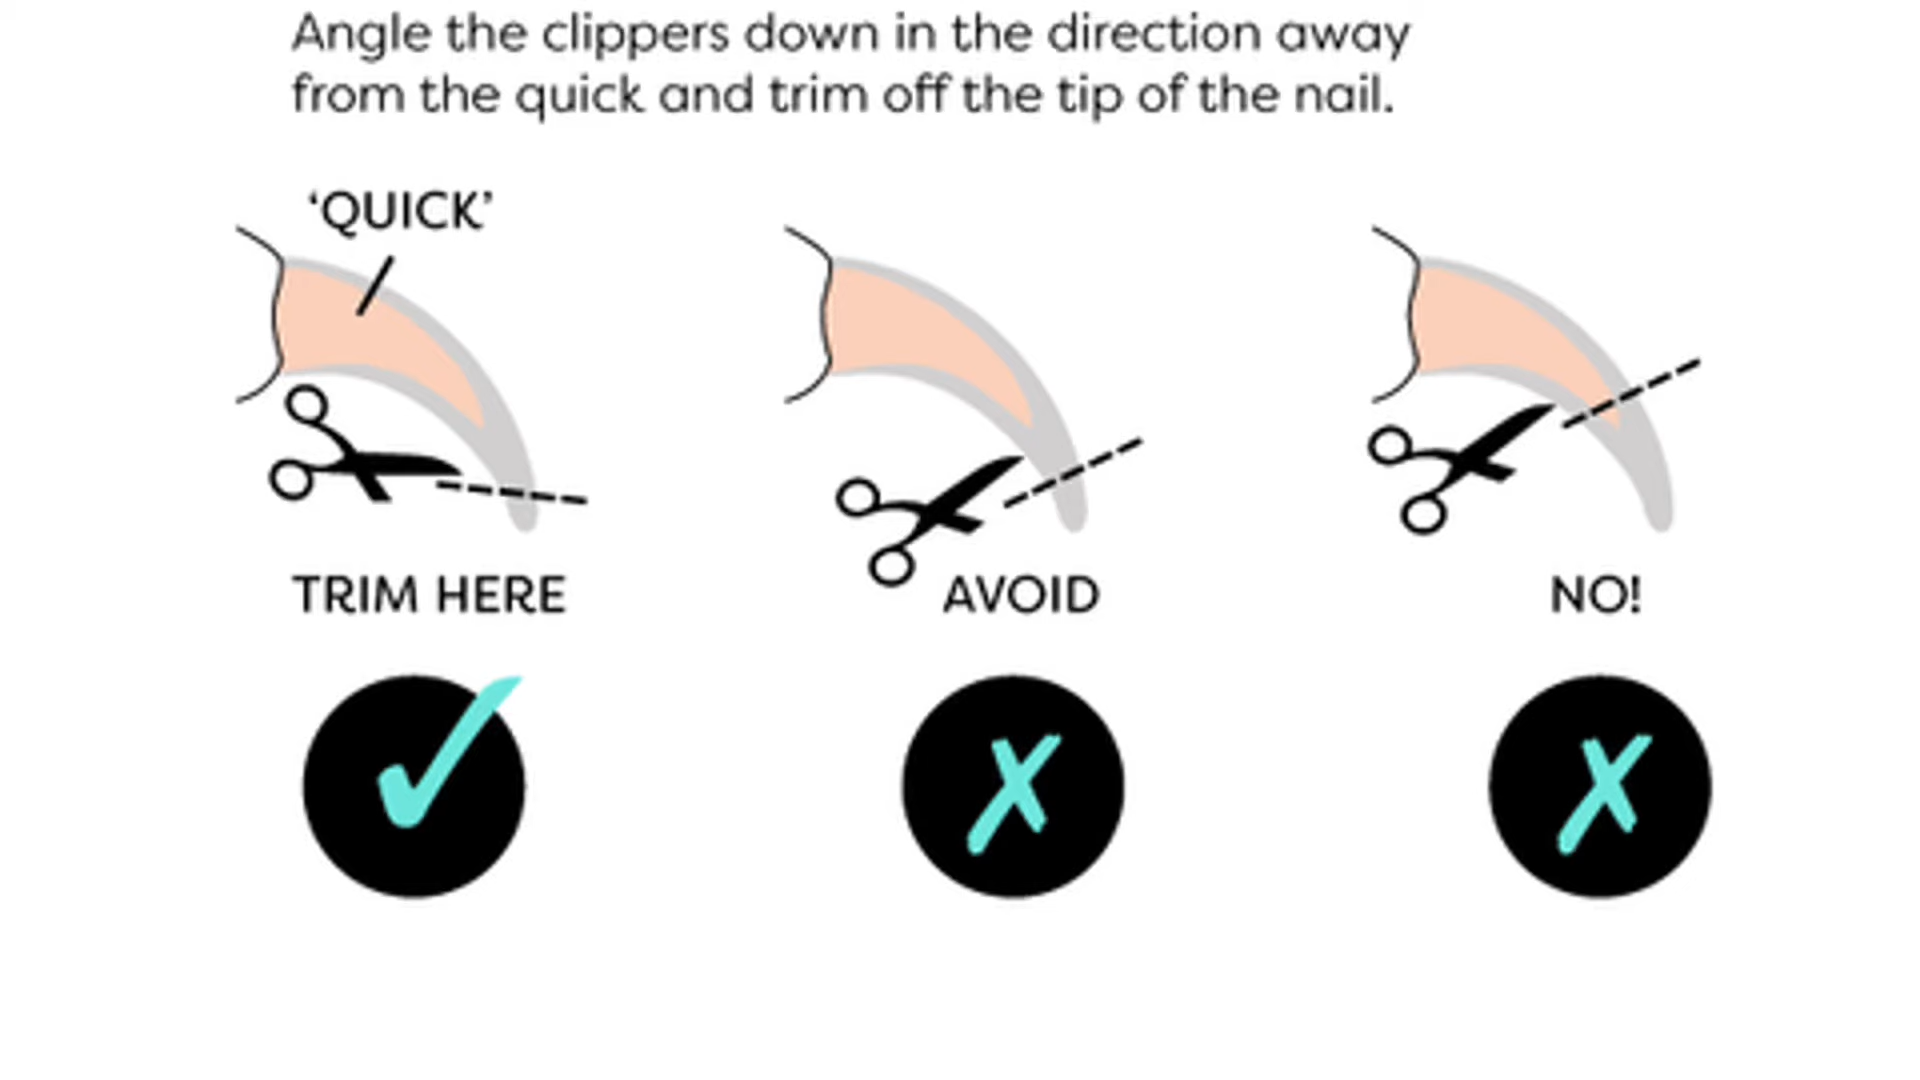 Angle the clippers down in the direction away
from the quick and trim off the tip of the nail.
‘QUICK’
TRIM HERE
AVOID
NO!